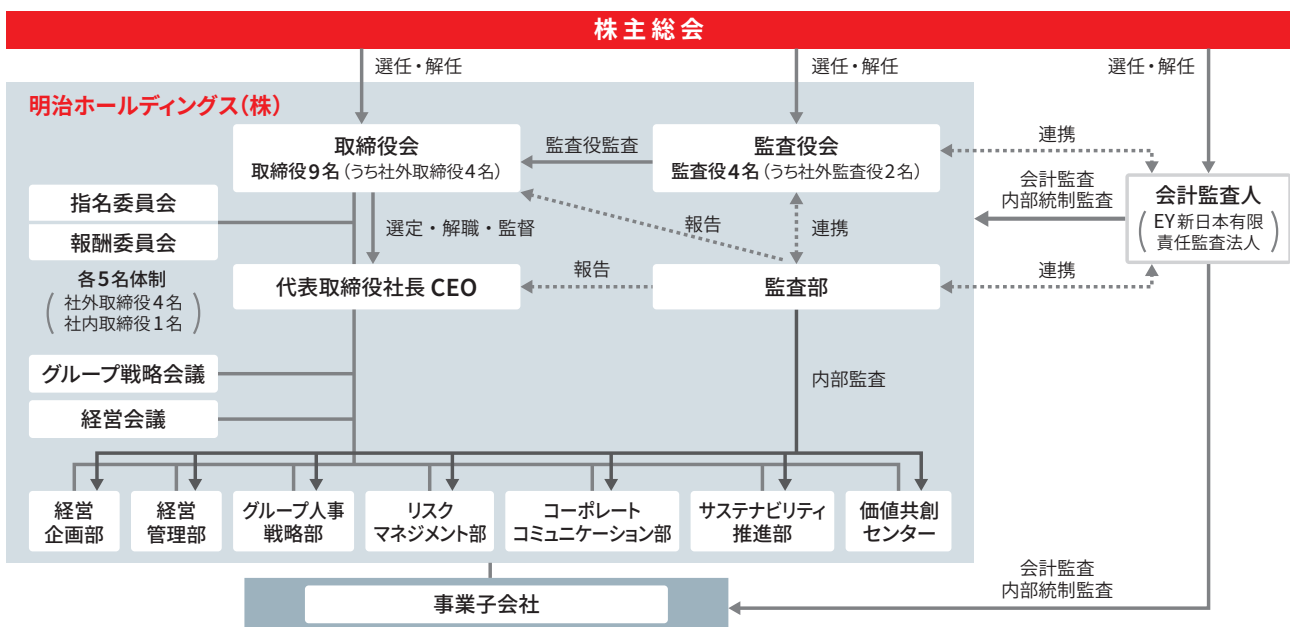 株主総会
選任・解任
選任・解任
選任・解任
明治ホールディングス(株)
取締役会
取締役9名(うち社外取締役4名)
監査役監査
監査役会
監査役4名(うち社外監査役2名)
連携
会計監査
内部統制監査
会計監査人
(EY新日本有限
責任監査法人)
指名委員会
報酬委員会
各5名体制
(社外取締役4名
社内取締役1名)
選定・解職・監督
報告
連携
代表取締役社長 CEO
報告
監査部
連携
グループ戦略会議
経営会議
内部監査
経営
企画部
経営
管理部
グループ人事
戦略部
リスク
マネジメント部
コーポレート
コミュニケーション部
サステナビリティ
推進部
価値共創
センター
会計監査
内部統制監査
事業子会社